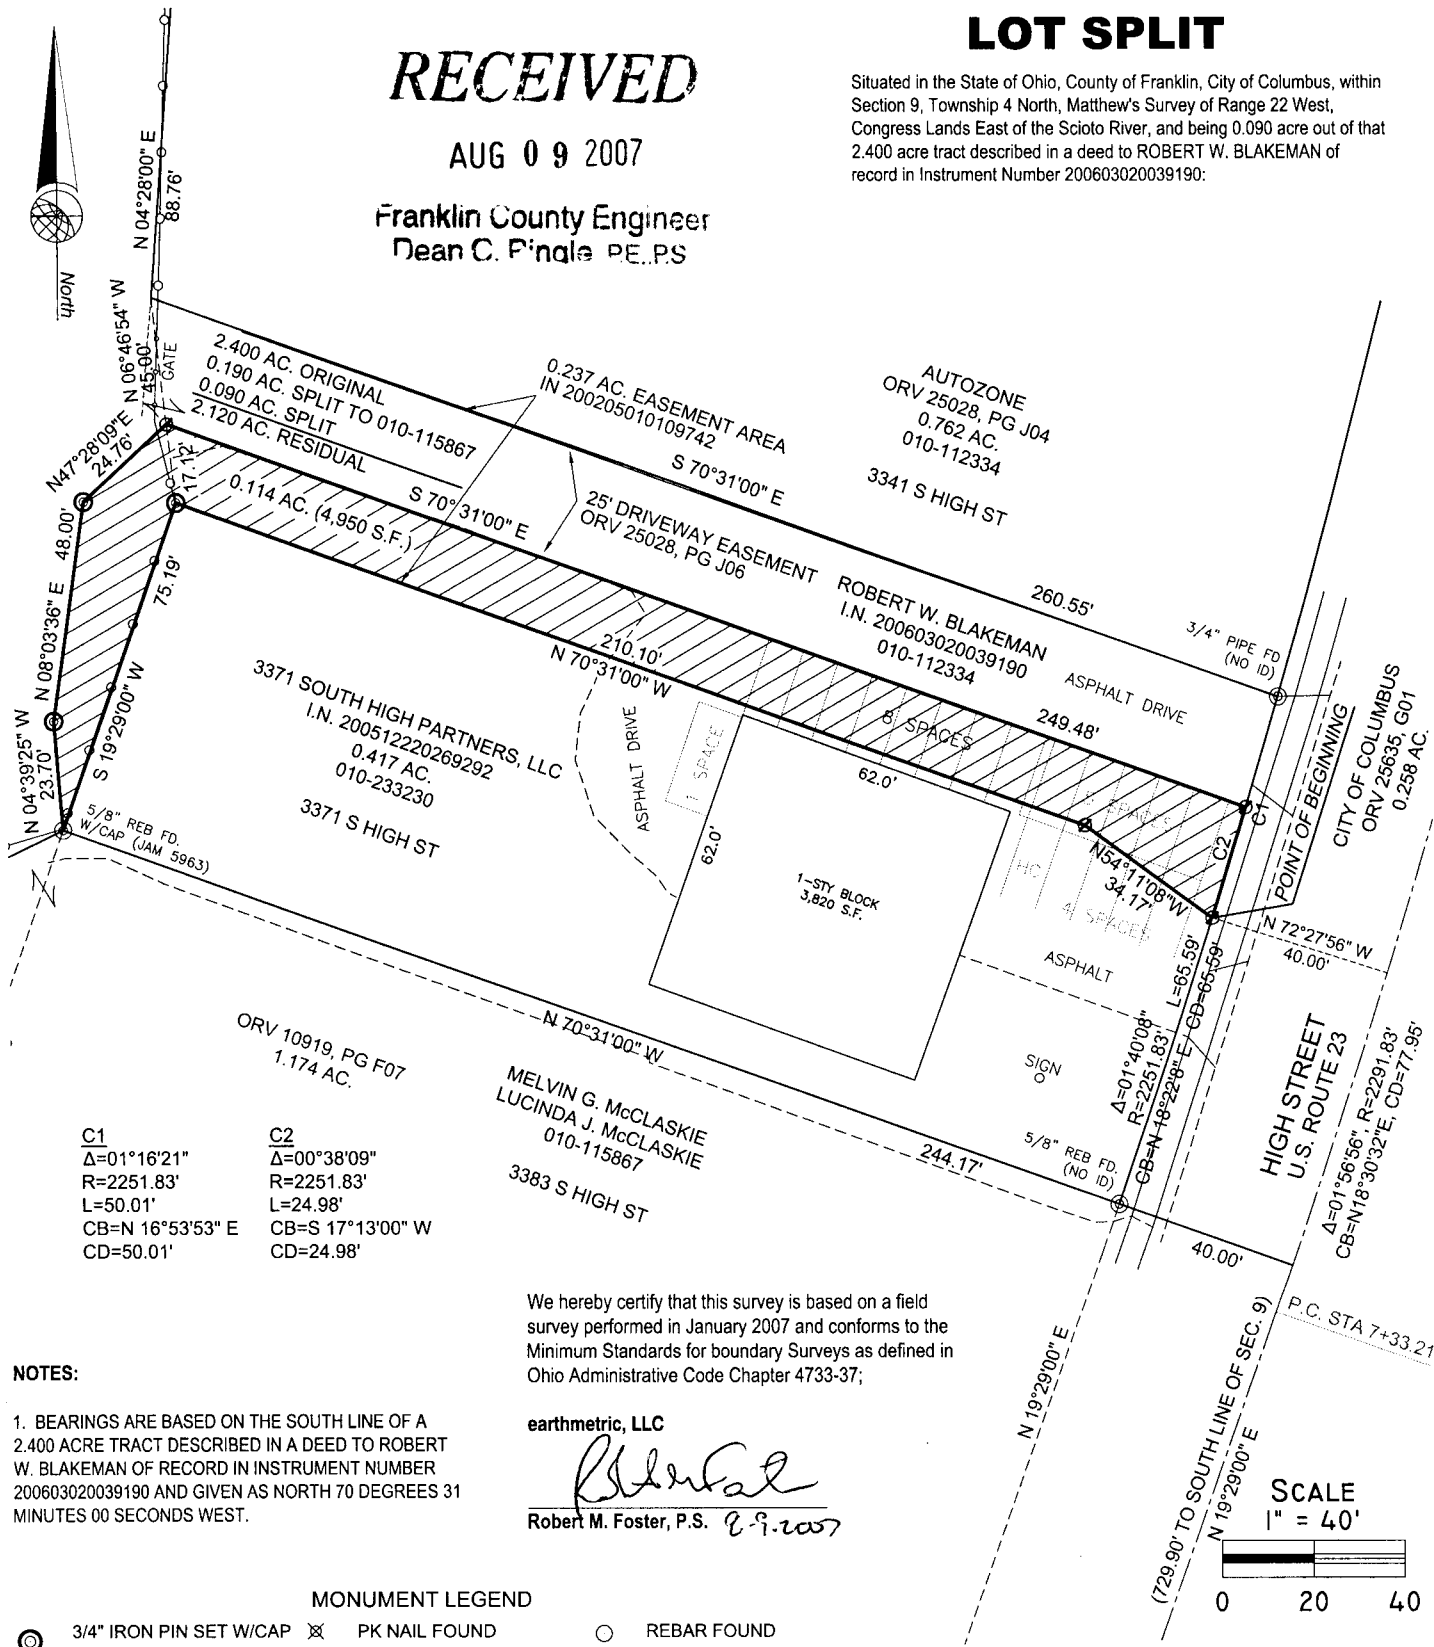 LOT SPLIT
Situated in the State of Ohio, County of Franklin, City of Columbus, within
Section 9, Township 4 North, Matthew's Survey of Range 22 West,
Congress Lands East of the Scioto River, and being 0.090 acre out of that
2.400 acre tract described in a deed to ROBERT W. BLAKEMAN of
record in Instrument Number 200603020039190:
RECEIVED
AUG 09 2007
Franklin County Engineer
Dean C. Ringle P.E., P.S.
North
N 04°28'00" E
88.76'
N 06°46'54" W
45.00'
GATE
N47°28'09"E
24.76'
17.12'
48.00'
N 08°03'36" E
75.19'
S 19°29'00" W
N 04°39'25" W
23.70'
5/8" REB FD.
W/CAP (JAM 5963)
2.400 AC. ORIGINAL
0.190 AC. SPLIT TO 010-115867
0.090 AC. SPLIT
2.120 AC. RESIDUAL
0.114 AC. (4,950 S.F.)
S 70°31'00" E
0.237 AC. EASEMENT AREA
IN 200205010109742
S 70°31'00" E
AUTOZONE
ORV 25028, PG J04
0.762 AC.
010-112334
3341 S HIGH ST
25' DRIVEWAY EASEMENT
ORV 25028, PG J06
ROBERT W. BLAKEMAN
I.N. 200603020039190
010-112334
260.55'
3/4" PIPE FD
(NO ID)
ASPHALT DRIVE
249.48'
210.10'
N 70°31'00" W
8 SPACES
3371 SOUTH HIGH PARTNERS, LLC
I.N. 200512220269292
0.417 AC.
010-233230
3371 S HIGH ST
ASPHALT DRIVE
1 SPACE
62.0'
62.0'
1-STY BLOCK
3,820 S.F.
SPACES
HC
4 SPACES
N54°11'08"W
34.17'
C2
C1
POINT OF BEGINNING
CITY OF COLUMBUS
ORV 25635, G01
0.258 AC.
N 72°27'56" W
40.00'
ASPHALT
SIGN
Δ=01°40'08"
R=2251.83'
L=65.59'
CB=N 18°22'8" E
CD=65.59'
HIGH STREET
U.S. ROUTE 23
Δ=01°56'56", R=2291.83'
CB=N18°30'32"E, CD=77.95'
N 70°31'00" W
244.17'
5/8" REB FD.
(NO ID)
40.00'
ORV 10919, PG F07
1.174 AC.
MELVIN G. McCLASKIE
LUCINDA J. McCLASKIE
010-115867
3383 S HIGH ST
C1
Δ=01°16'21"
R=2251.83'
L=50.01'
CB=N 16°53'53" E
CD=50.01'
C2
Δ=00°38'09"
R=2251.83'
L=24.98'
CB=S 17°13'00" W
CD=24.98'
P.C. STA 7+33.21
N 19°29'00" E
(729.90' TO SOUTH LINE OF SEC. 9)
N 19°29'00" E
We hereby certify that this survey is based on a field
survey performed in January 2007 and conforms to the
Minimum Standards for boundary Surveys as defined in
Ohio Administrative Code Chapter 4733-37;
earthmetric, LLC
Robert M. Foster, P.S. 8-9-2007
NOTES:
1. BEARINGS ARE BASED ON THE SOUTH LINE OF A
2.400 ACRE TRACT DESCRIBED IN A DEED TO ROBERT
W. BLAKEMAN OF RECORD IN INSTRUMENT NUMBER
200603020039190 AND GIVEN AS NORTH 70 DEGREES 31
MINUTES 00 SECONDS WEST.
SCALE
1" = 40'
0 20 40
MONUMENT LEGEND
3/4" IRON PIN SET W/CAP
PK NAIL FOUND
REBAR FOUND